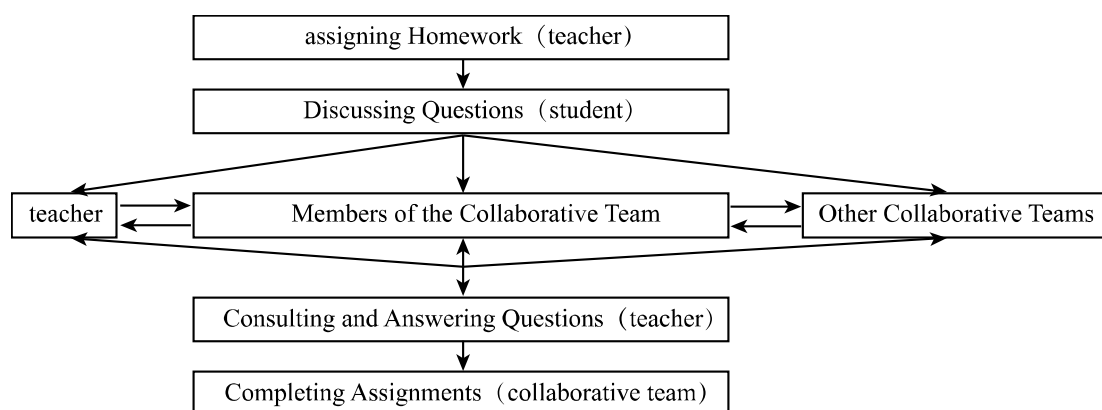 assigning Homework（teacher）
Discussing Questions（student）
teacher
Members of the Collaborative Team
Other Collaborative Teams
Consulting and Answering Questions（teacher）
Completing Assignments（collaborative team）